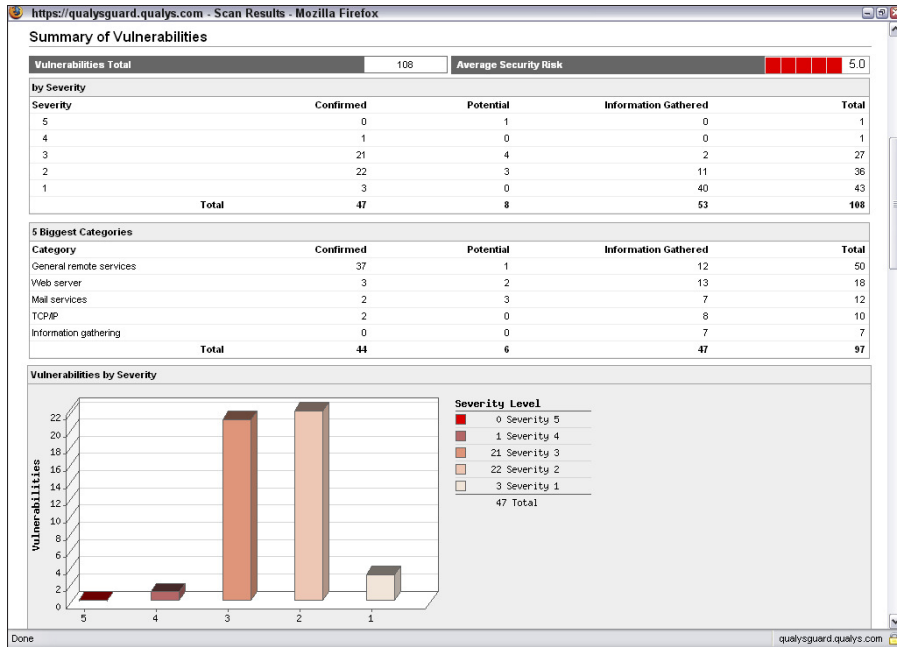 https://qualysguard.qualys.com - Scan Results - Mozilla Firefox
Summary of Vulnerabilities
Vulnerabilities Total 108 Average Security Risk 5.0
by Severity
Severity Confirmed Potential Information Gathered Total
5 0 1 0 1
4 1 0 0 1
3 21 4 2 27
2 22 3 11 36
1 3 0 40 43
Total 47 8 53 108
5 Biggest Categories
Category Confirmed Potential Information Gathered Total
General remote services 37 1 12 50
Web server 3 2 13 18
Mail services 2 3 7 12
TCP/IP 2 0 8 10
Information gathering 0 0 7 7
Total 44 6 47 97
Vulnerabilities by Severity
Vulnerabilities
22
20
18
16
14
12
10
8
6
4
2
0
5 4 3 2 1
Severity Level
0 Severity 5
1 Severity 4
21 Severity 3
22 Severity 2
3 Severity 1
47 Total
Done qualysguard.qualys.com